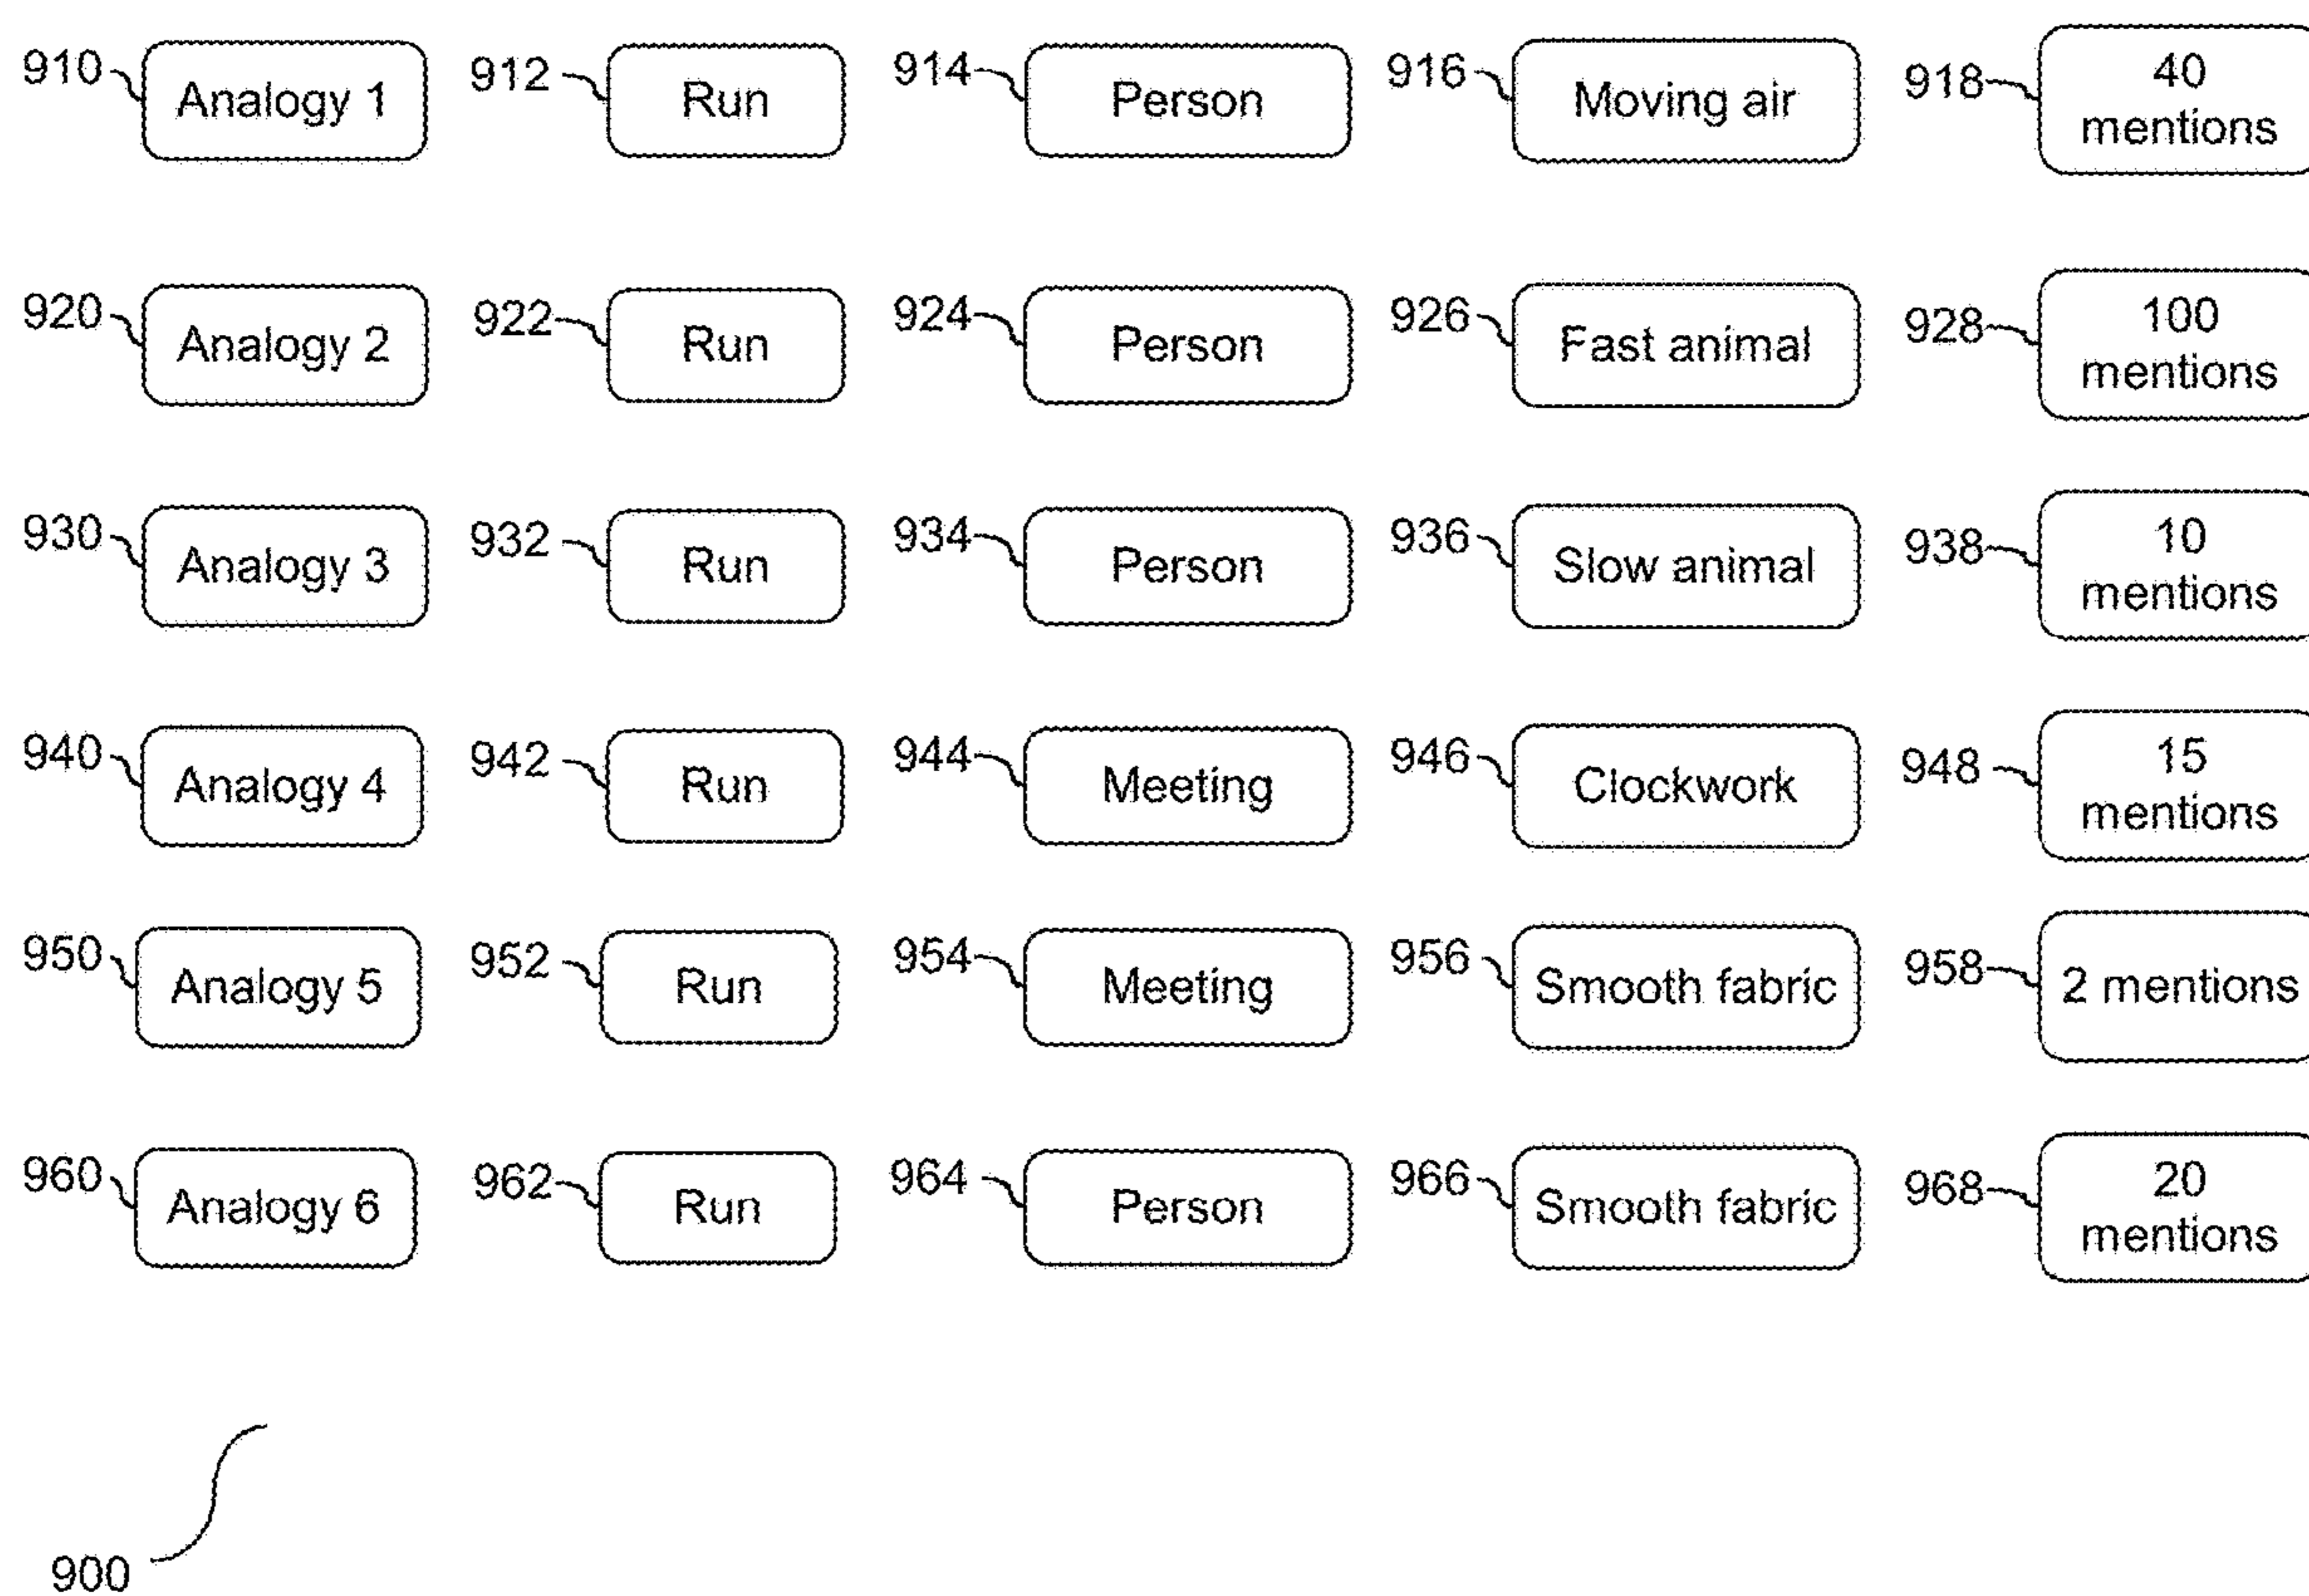 910 Analogy 1 912 Run 914 Person 916 Moving air 918 40
mentions
920 Analogy 2 922 Run 924 Person 926 Fast animal 928 100
mentions
930 Analogy 3 932 Run 934 Person 936 Slow animal 938 10
mentions
940 Analogy 4 942 Run 944 Meeting 946 Clockwork 948 15
mentions
950 Analogy 5 952 Run 954 Meeting 956 Smooth fabric 958 2 mentions
960 Analogy 6 962 Run 964 Person 966 Smooth fabric 968 20
mentions
900